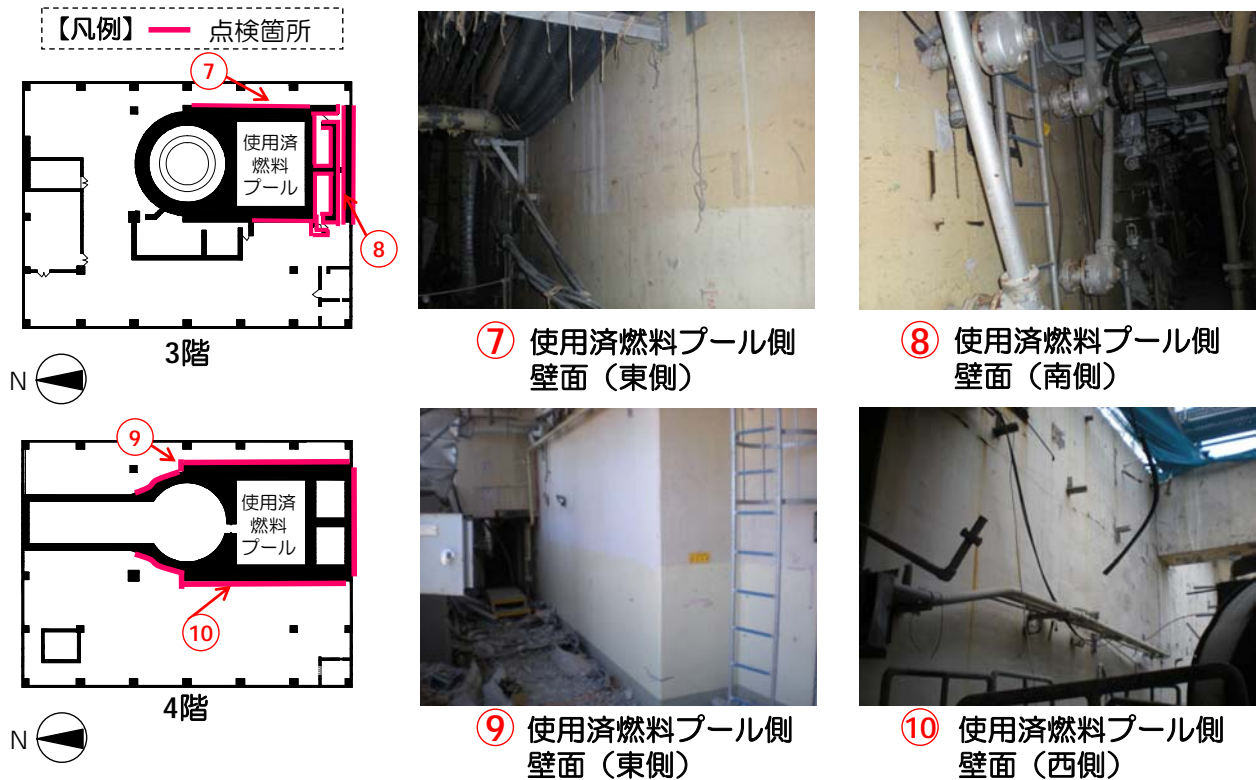 【凡例】 点検箇所
⑦
使用済
燃料
プール
⑧
3階
N
⑦ 使用済燃料プール側
壁面（東側）
⑧ 使用済燃料プール側
壁面（南側）
⑨
使用済
燃料
プール
⑩
4階
N
⑨ 使用済燃料プール側
壁面（東側）
⑩ 使用済燃料プール側
壁面（西側）